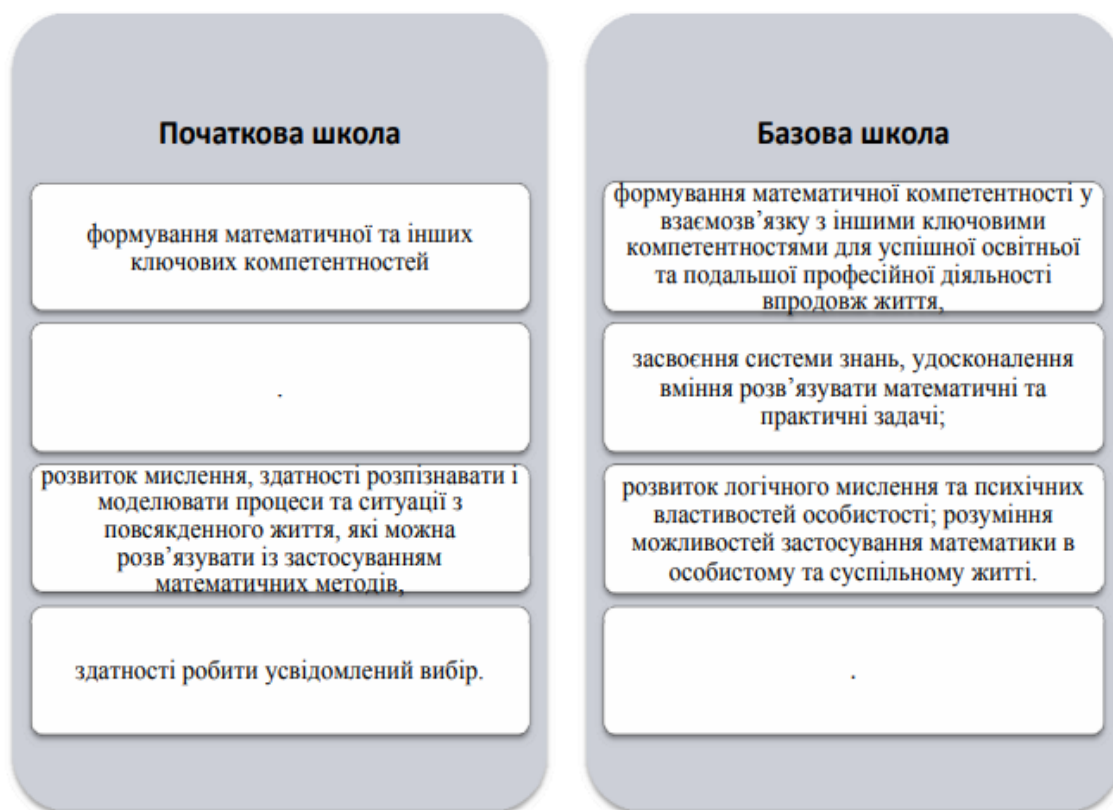 Початкова школа
формування математичної та інших
ключових компетентностей
.
розвиток мислення, здатності розпізнавати і
моделювати процеси та ситуації з
повсякденного життя, які можна
розв’язувати із застосуванням
математичних методів,
здатності робити усвідомлений вибір.
Базова школа
формування математичної компетентності у
взаємозв’язку з іншими ключовими
компетентностями для успішної освітньої
та подальшої професійної діяльності
впродовж життя,
засвоєння системи знань, удосконалення
вміння розв’язувати математичні та
практичні задачі;
розвиток логічного мислення та психічних
властивостей особистості; розуміння
можливостей застосування математики в
особистому та суспільному житті.
.